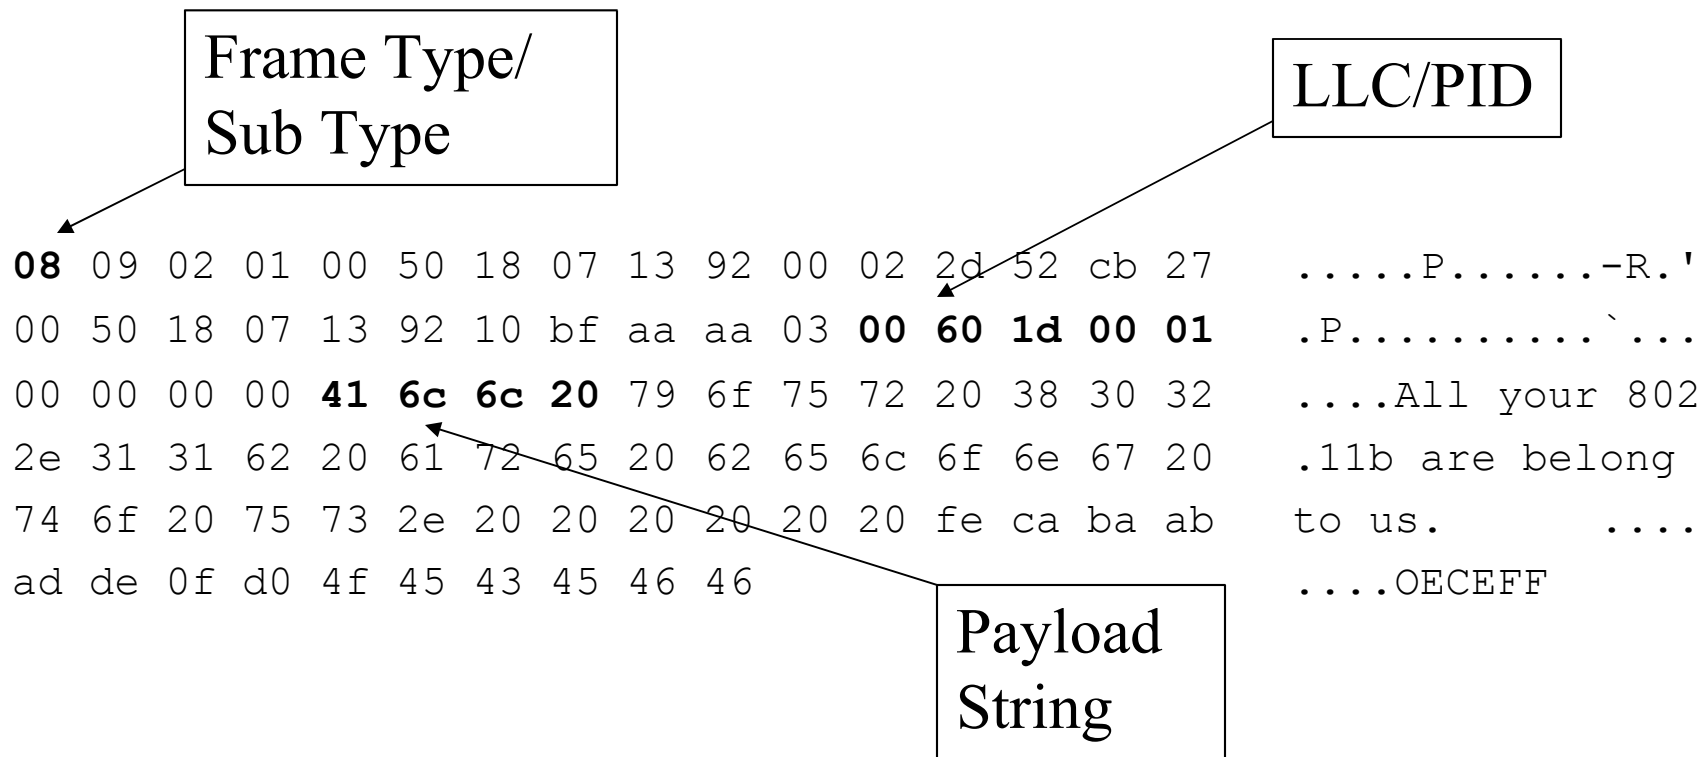 Frame Type/
Sub Type
LLC/PID
08 09 02 01 00 50 18 07 13 92 00 02 2d 52 cb 27 .....P......-R.'
00 50 18 07 13 92 10 bf aa aa 03 00 60 1d 00 01 .P..........`...
00 00 00 00 41 6c 6c 20 79 6f 75 72 20 38 30 32 ....All your 802
2e 31 31 62 20 61 72 65 20 62 65 6c 6f 6e 67 20 .11b are belong
74 6f 20 75 73 2e 20 20 20 20 20 20 fe ca ba ab to us.      ....
ad de 0f d0 4f 45 43 45 46 46 ....OECEFF
Payload
String